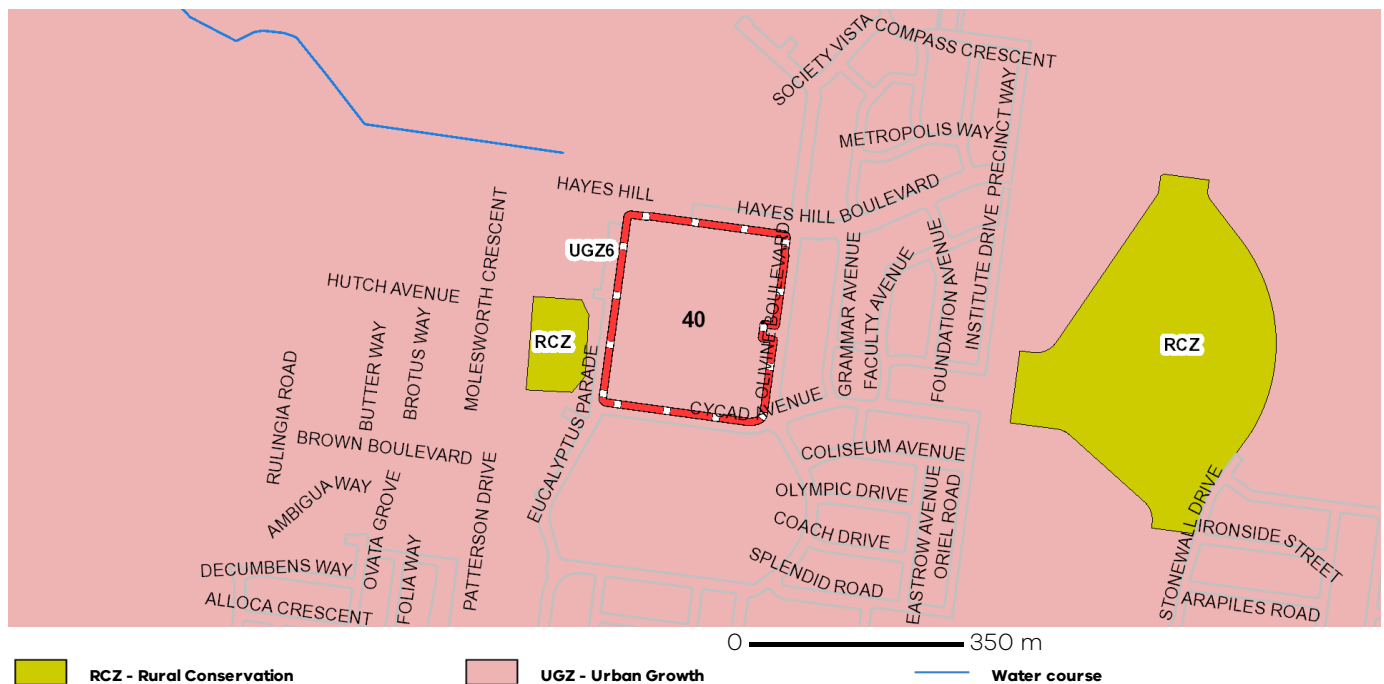 SOCIETY VISTA
COMPASS CRESCENT
METROPOLIS WAY
INSTITUTE DRIVE PRECINCT WAY
HAYES HILL
HAYES HILL BOULEVARD
UGZ6
MOLESWORTH CRESCENT
HUTCH AVENUE
OLIVINE BOULEVARD
GRAMMAR AVENUE
FACULTY AVENUE
FOUNDATION AVENUE
40
RCZ
RCZ
BUTTER WAY
BROTUS WAY
RULINGIA ROAD
EUCALYPTUS PARADE
CYCAD AVENUE
BROWN BOULEVARD
COLISEUM AVENUE
AMBIGUA WAY
OVATA GROVE
PATTERSON DRIVE
OLYMPIC DRIVE
EASTROW AVENUE
ORIEL ROAD
COACH DRIVE
STONEWALL DRIVE
IRONSIDE STREET
DECUMBENS WAY
FOLIA WAY
SPLENDID ROAD
ALLOCA CRESCENT
ARAPILES ROAD
0 350 m
RCZ - Rural Conservation
UGZ - Urban Growth
Water course